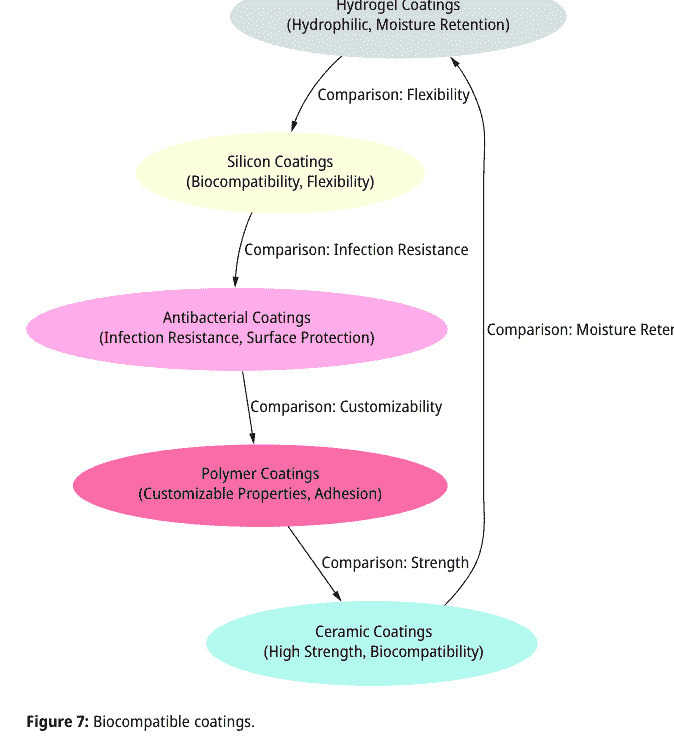 Hydrogel Coatings
(Hydrophilic, Moisture Retention)
Comparison: Flexibility
Silicon Coatings
(Biocompatibility, Flexibility)
Comparison: Infection Resistance
Antibacterial Coatings
(Infection Resistance, Surface Protection)
Comparison: Moisture
Comparison: Customizability
Polymer Coatings
(Customizable Properties, Adhesion)
Comparison: Strength
Ceramic Coatings
(High Strength, Biocompatibility)
Figure 7: Biocompatible coatings.